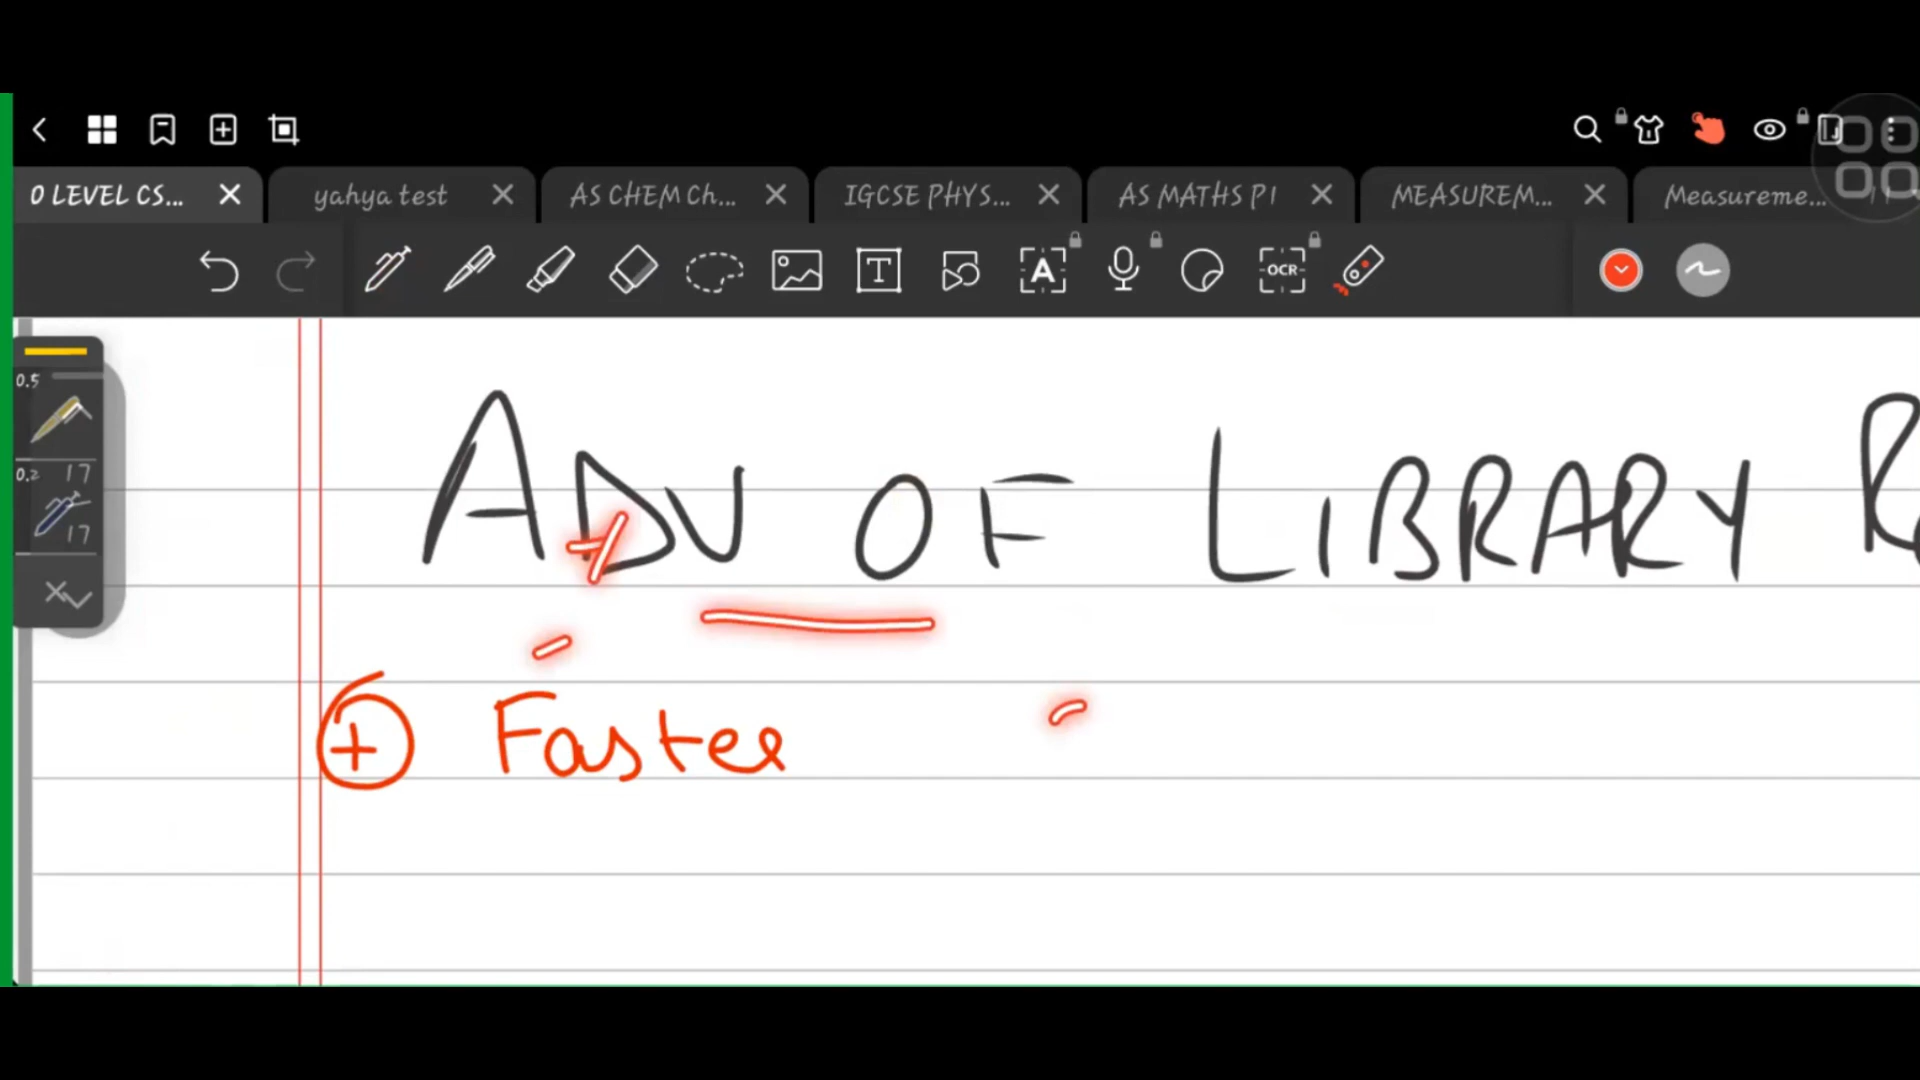 O LEVEL CS... yahya test AS CHEM Ch... IGCSE PHYS... AS MATHS P1 MEASUREM... Measureme...
T A OCR
0.5
0.2 17
17
ADV OF LIBRARY R
+ Faster